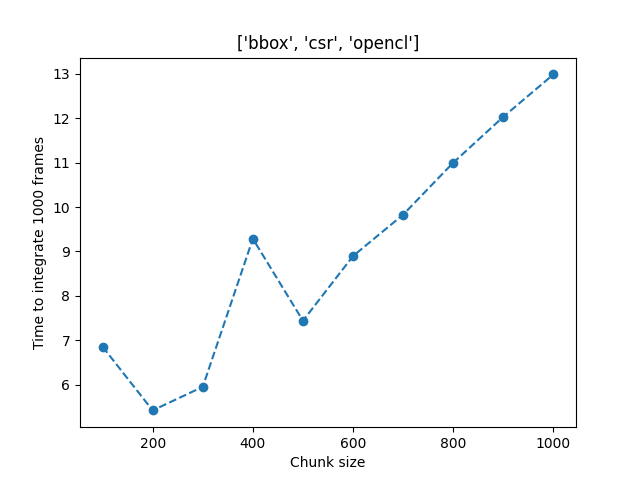 ['bbox', 'csr', 'opencl']
Time to integrate 1000 frames
13
12
11
10
9
8
7
6
200 400 600 800 1000
Chunk size